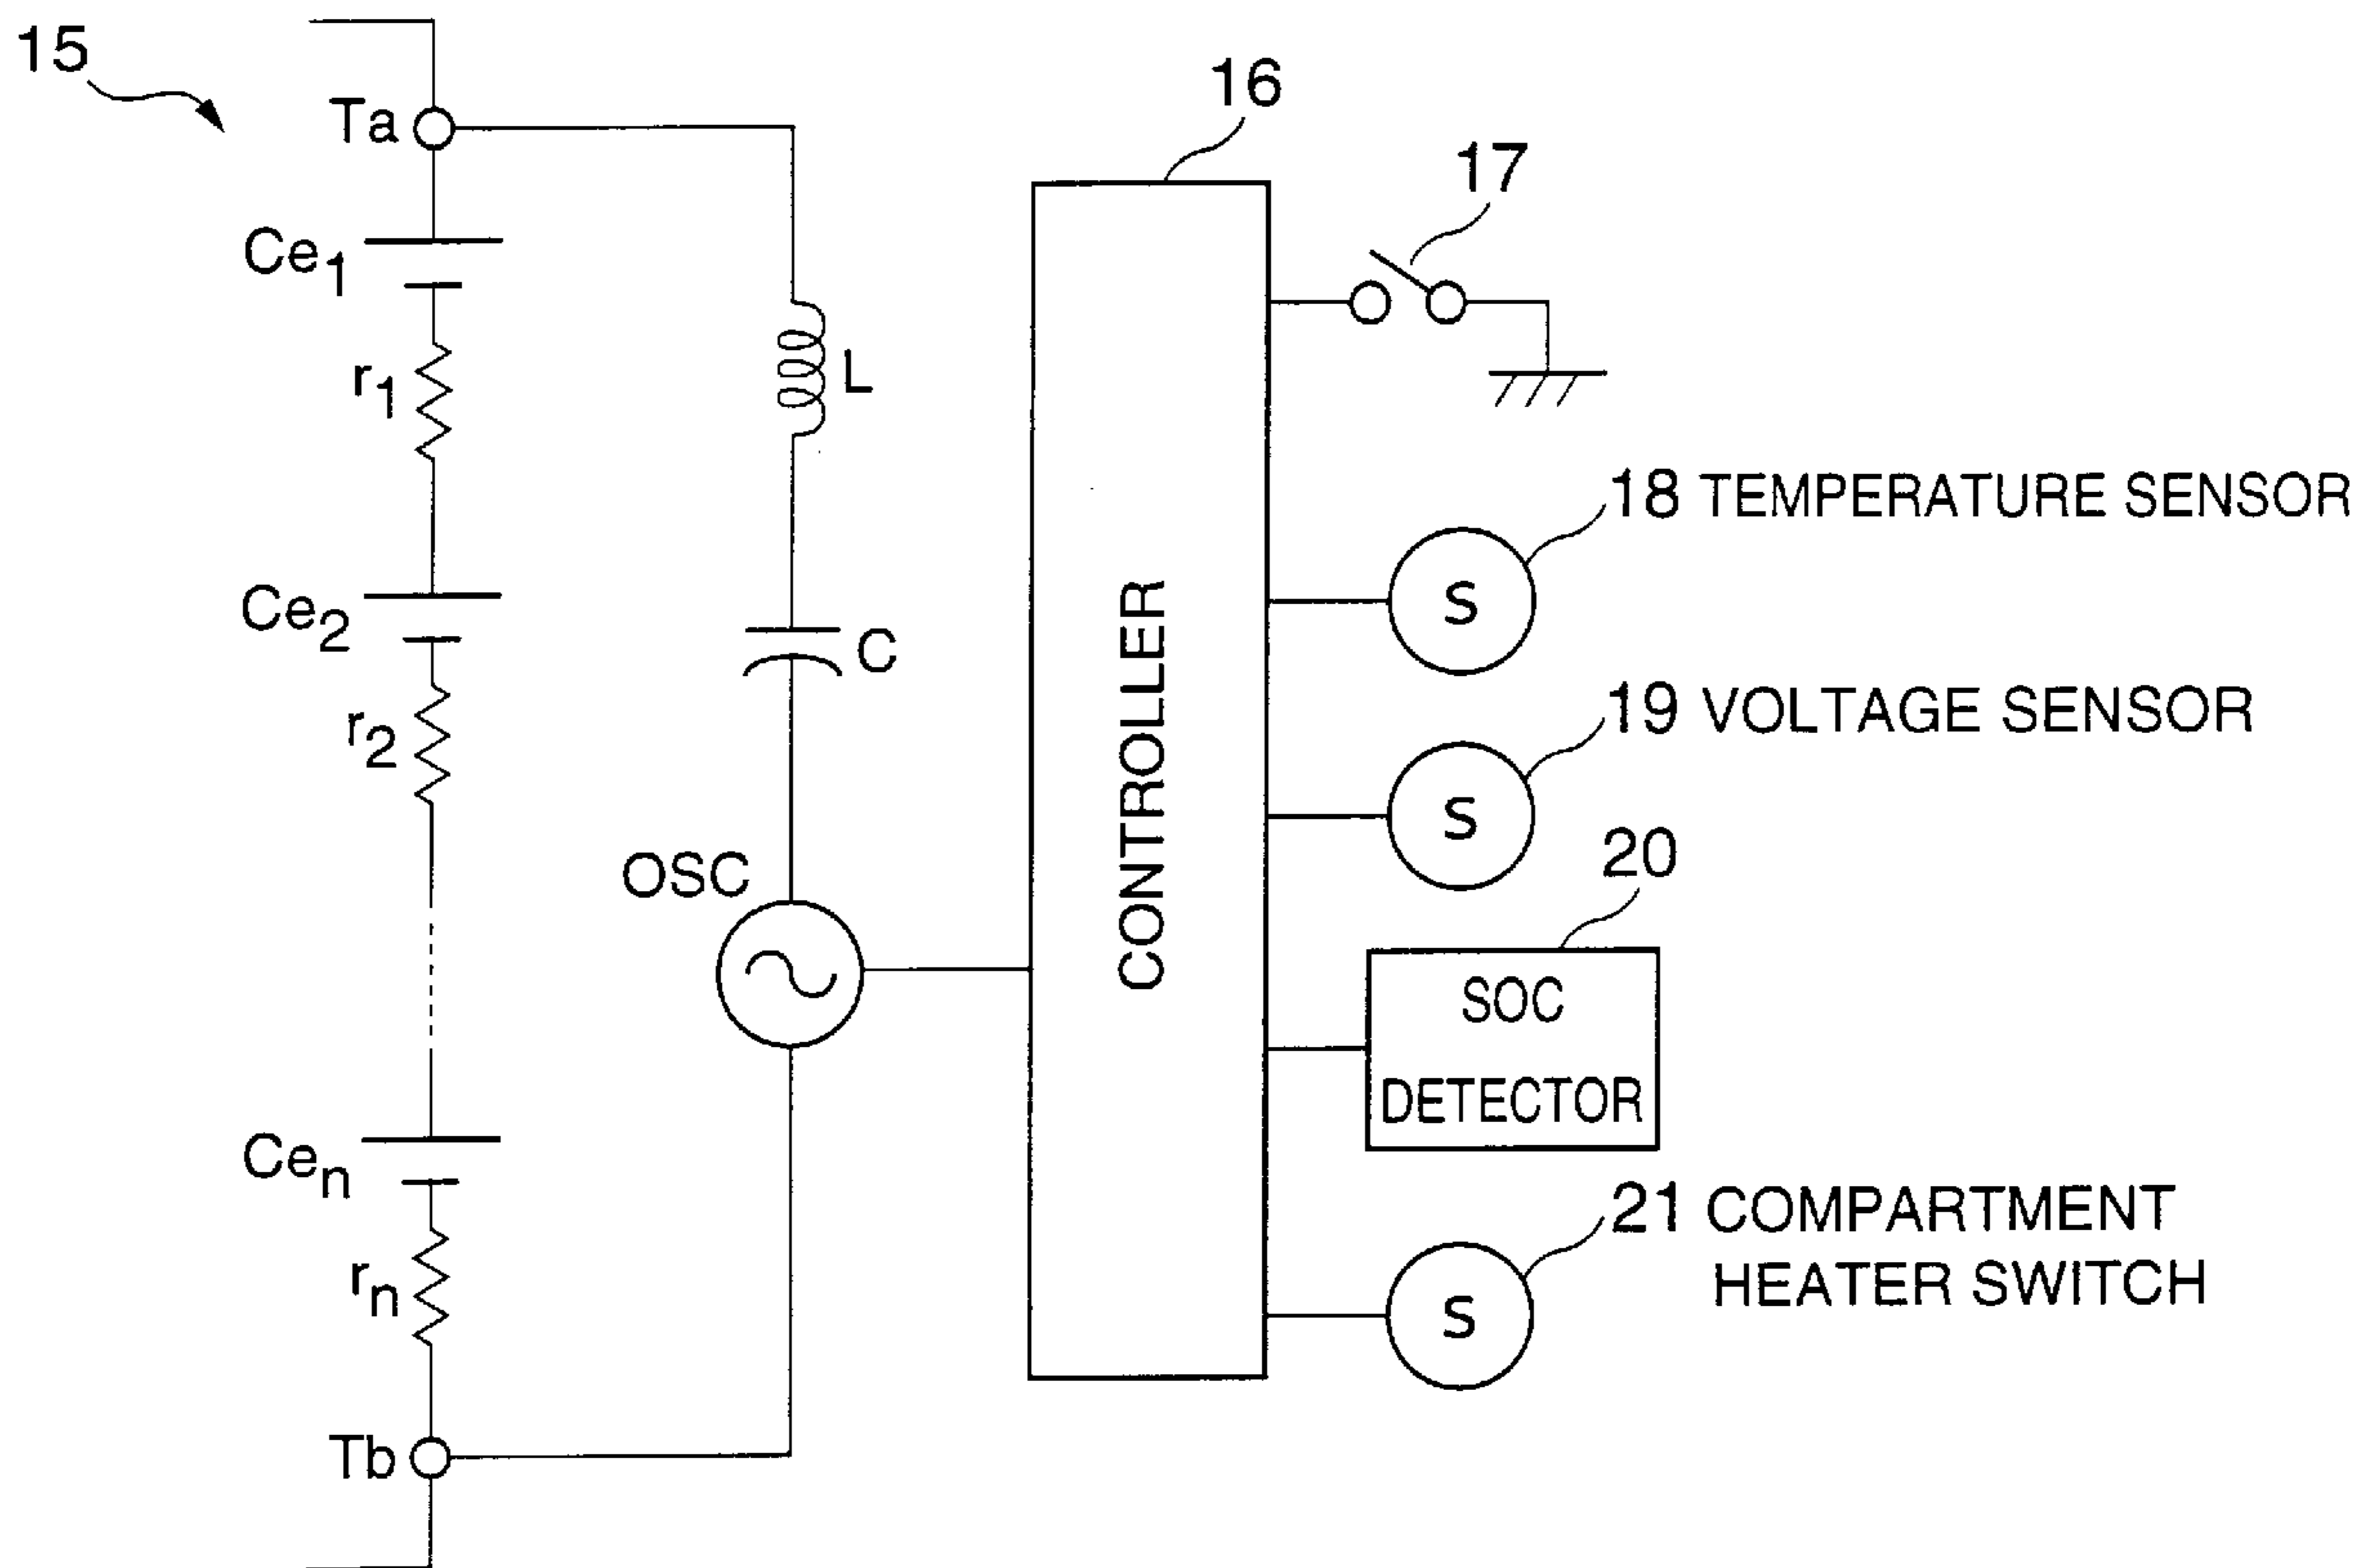 15
Ta
16
17
Ce1
r1
L
18 TEMPERATURE SENSOR
Ce2
C
r2
19 VOLTAGE SENSOR
CONTROLLER
20
OSC
SOC
DETECTOR
Cen
21 COMPARTMENT
HEATER SWITCH
rn
Tb
S
S
S